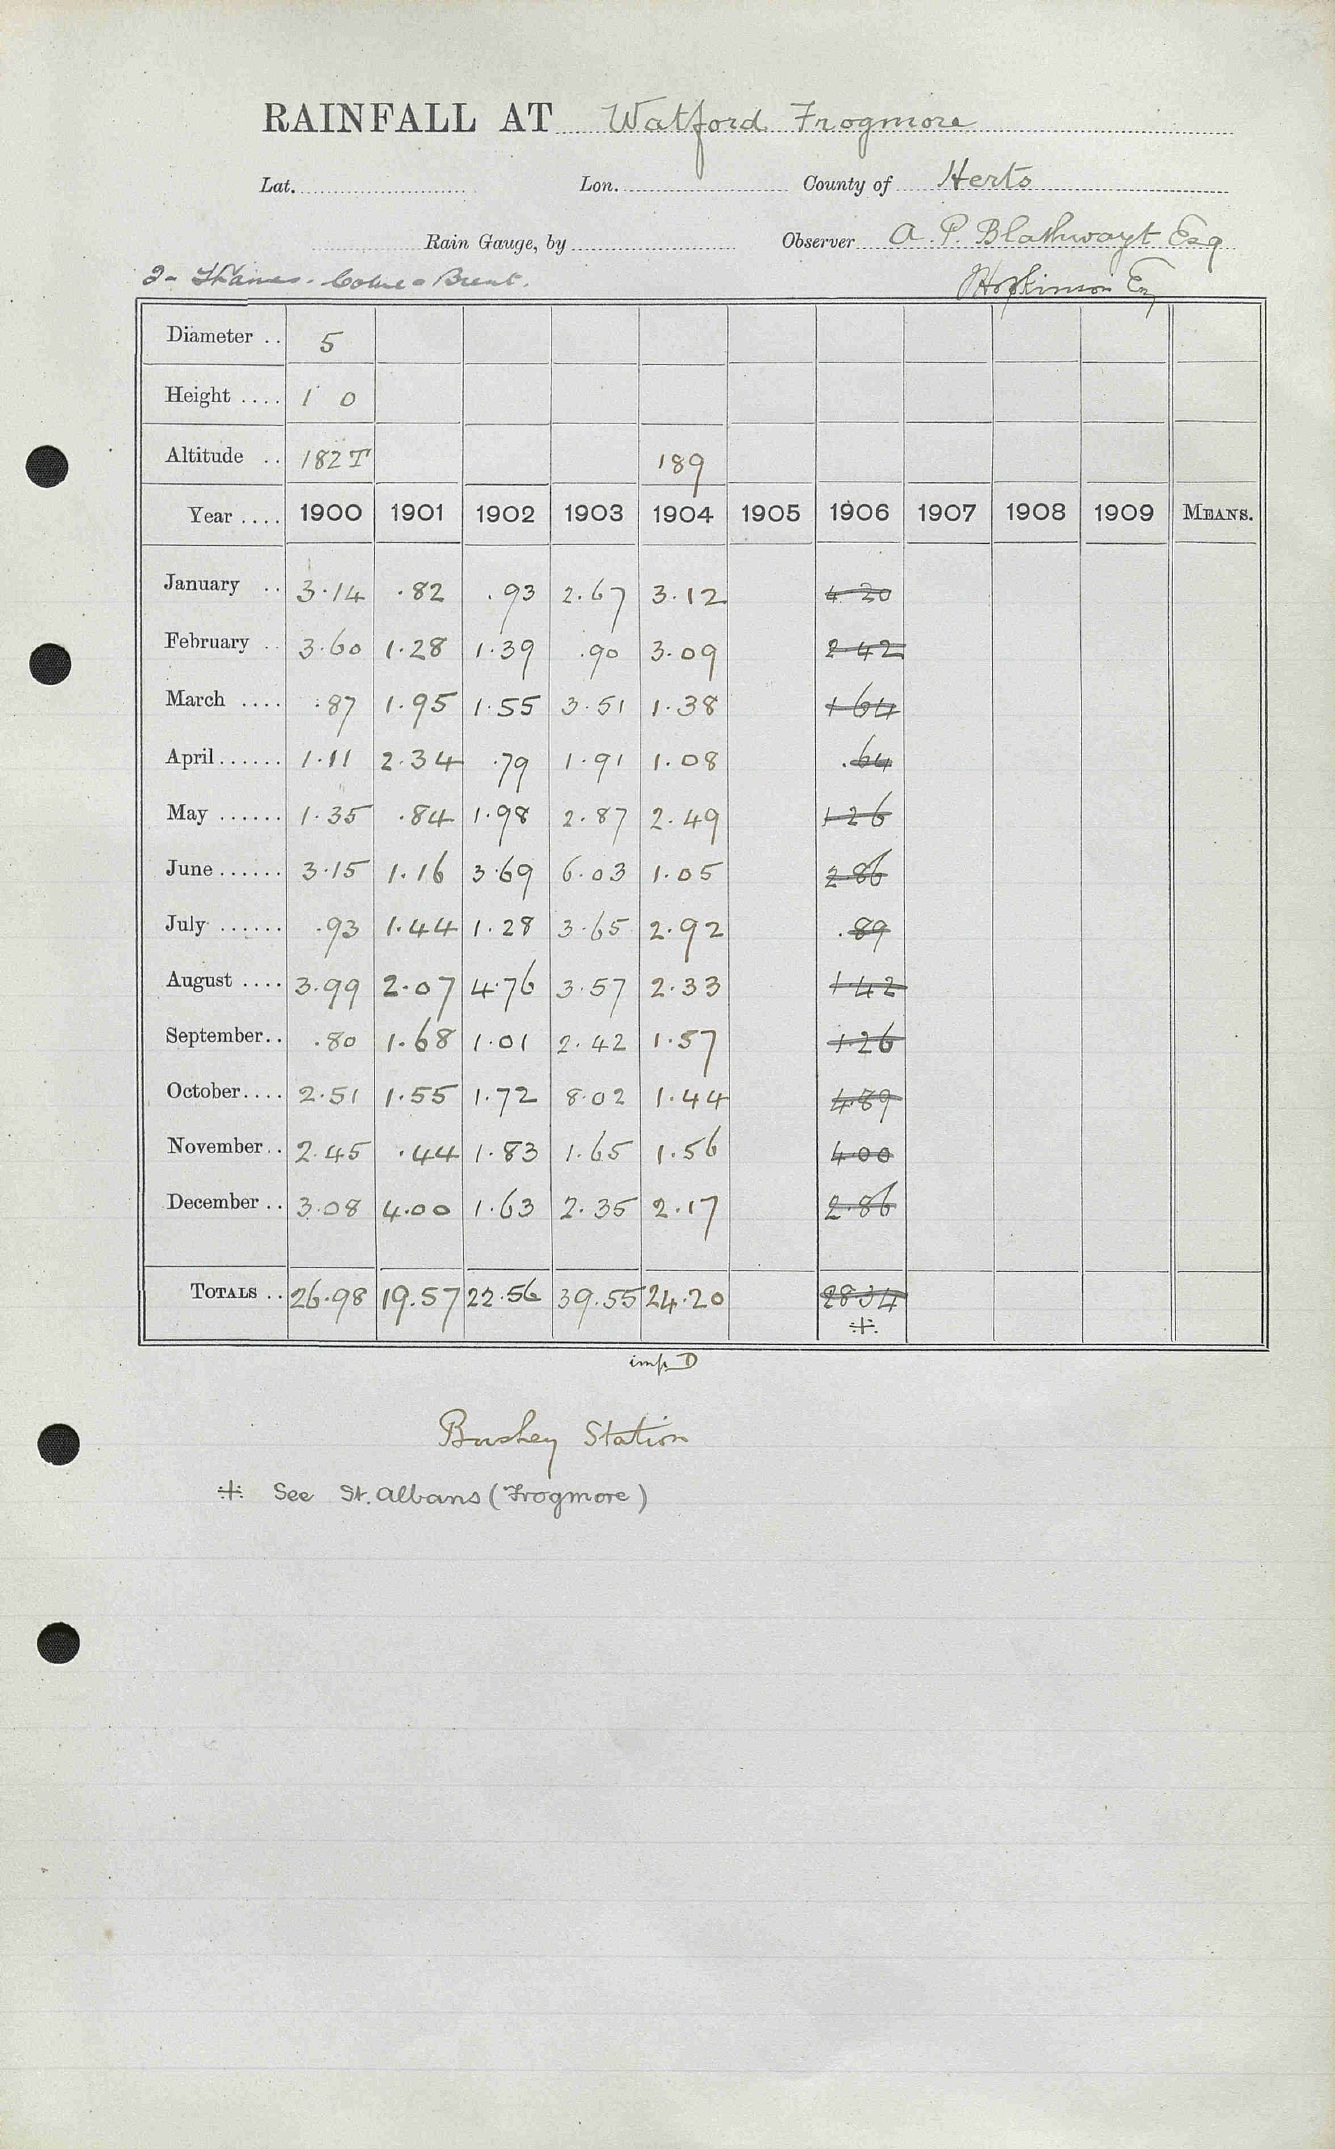 RAINFALL AT Watford Frogmore
Lat. Lon. County of Herts
Rain Gauge, by Observer A. P. Blathwayt Esq
2 - Thames. Colne & Brent. Hopkinson Esq
Diameter .. 5
Height .... 1 0
Altitude .. 182 T 189
Year .... 1900 1901 1902 1903 1904 1905 1906 1907 1908 1909 MEANS.
January .. 3.14 .82 .93 2.67 3.12 4 20
February .. 3.60 1.28 1.39 .90 3.09 2 42
March .... .87 1.95 1.55 3.51 1.38 1 64
April...... 1.11 2.34 .79 1.91 1.08 .64
May ...... 1.35 .84 1.98 2.87 2.49 1 26
June...... 3.15 1.16 3.69 6.03 1.05 2 86
July ...... .93 1.44 1.28 3.65 2.92 .89
August .... 3.99 2.07 4.76 3.57 2.33 1 42
September.. .80 1.68 1.01 2.42 1.57 1.26
October.... 2.51 1.55 1.72 8.02 1.44 4.89
November.. 2.45 .44 1.83 1.65 1.56 4.00
December.. 3.08 4.00 1.63 2.35 2.17 2.86
TOTALS .. 26.98 19.57 22.56 39.55 24.20 28.34
imp D
Bushey Station
See St. Albans (Frogmore)